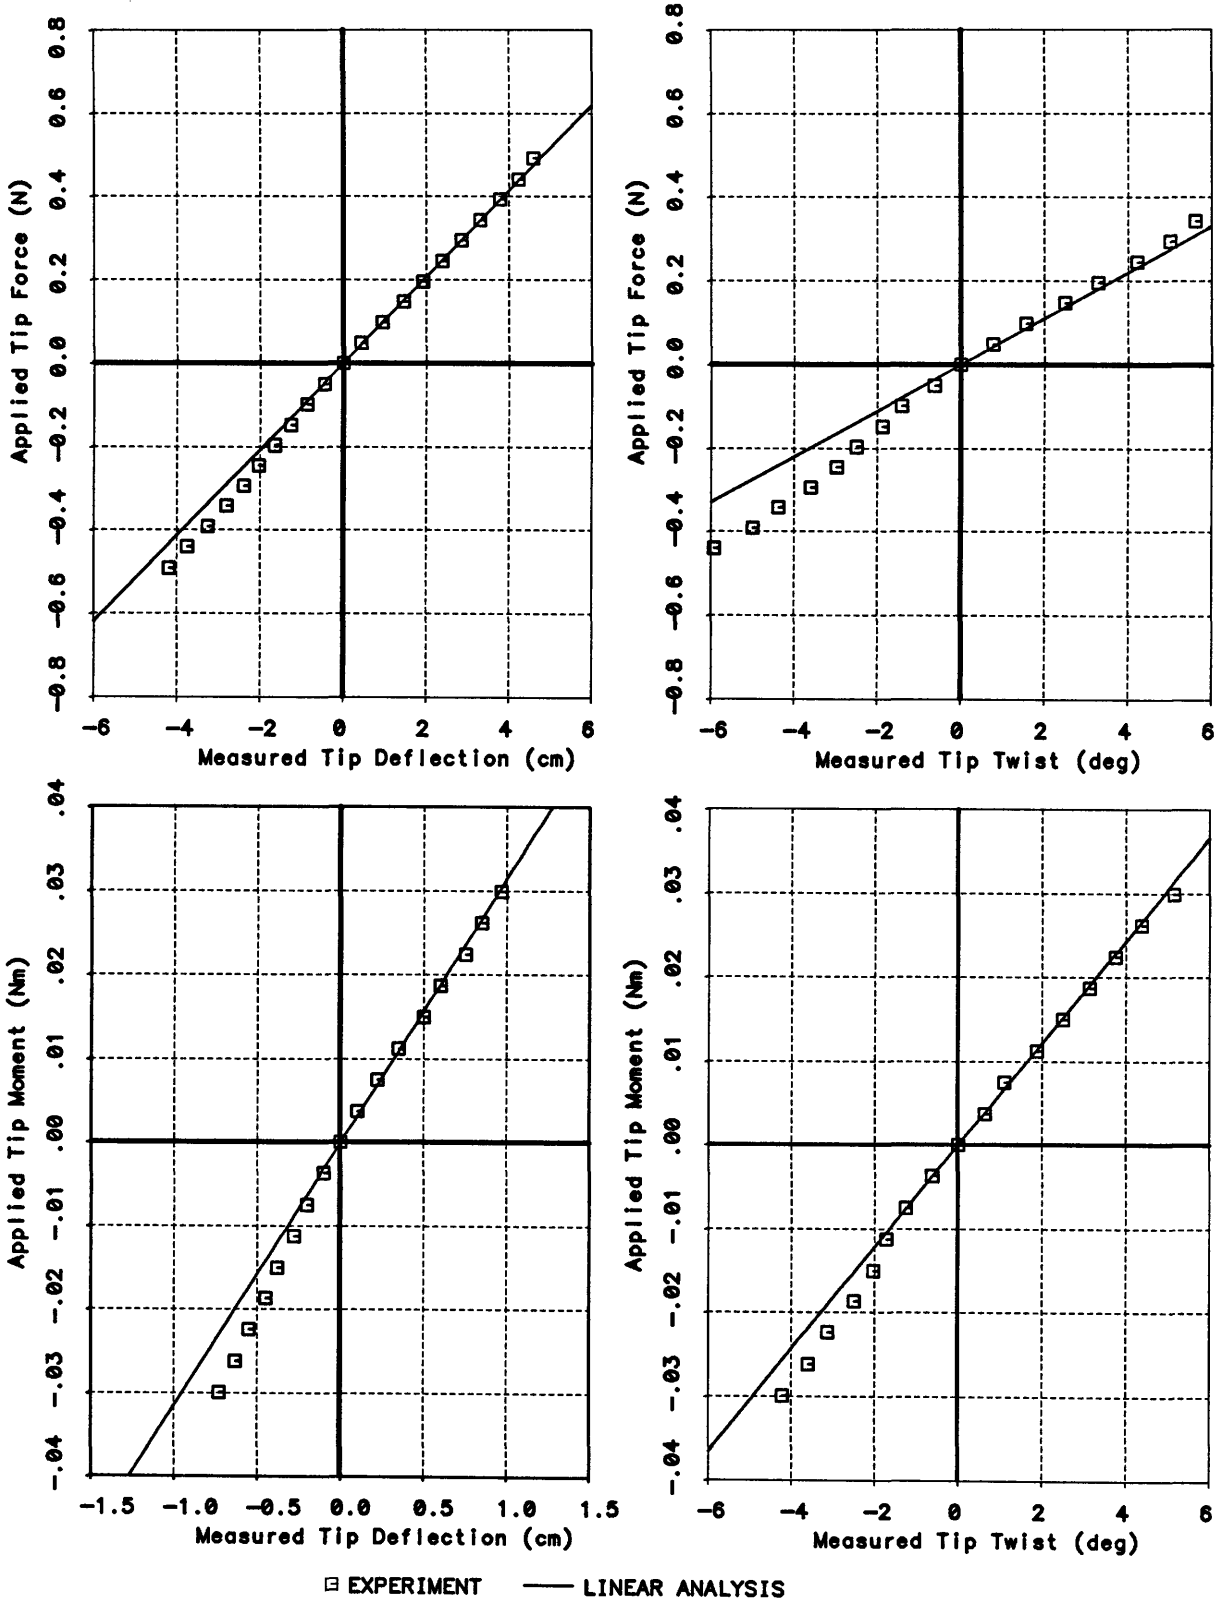 Applied Tip Force (N)
0.8
0.6
0.4
0.2
0.0
-0.2
-0.4
-0.6
-0.8
-6 -4 -2 0 2 4 6
Measured Tip Deflection (cm)
Applied Tip Force (N)
0.8
0.6
0.4
0.2
0.0
-0.2
-0.4
-0.6
-0.8
-6 -4 -2 0 2 4 6
Measured Tip Twist (deg)
Applied Tip Moment (Nm)
.04
.03
.02
.01
.00
-.01
-.02
-.03
-.04
-1.5 -1.0 -0.5 0.0 0.5 1.0 1.5
Measured Tip Deflection (cm)
Applied Tip Moment (Nm)
.04
.03
.02
.01
.00
-.01
-.02
-.03
-.04
-6 -4 -2 0 2 4 6
Measured Tip Twist (deg)
EXPERIMENT LINEAR ANALYSIS